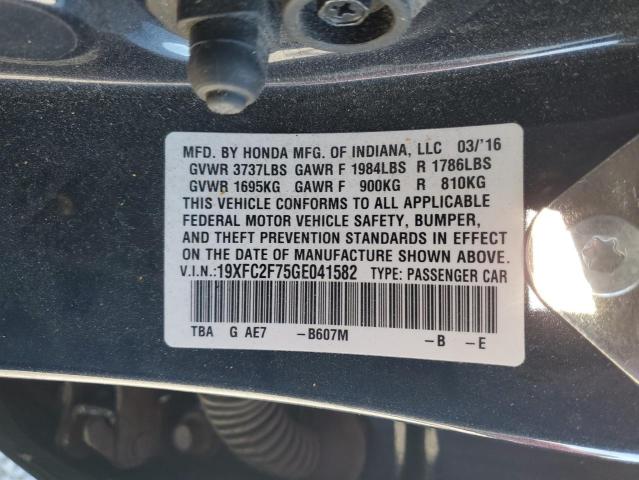 MFD. BY HONDA MFG. OF INDIANA, LLC 03/'16
GVWR 3737LBS GAWR F 1984LBS R 1786LBS
GVWR 1695KG GAWR F 900KG R 810KG
THIS VEHICLE CONFORMS TO ALL APPLICABLE
FEDERAL MOTOR VEHICLE SAFETY, BUMPER,
AND THEFT PREVENTION STANDARDS IN EFFECT
ON THE DATE OF MANUFACTURE SHOWN ABOVE.
V.I.N.:19XFC2F75GE041582 TYPE: PASSENGER CAR
TBA G AE7 -B607M -B -E